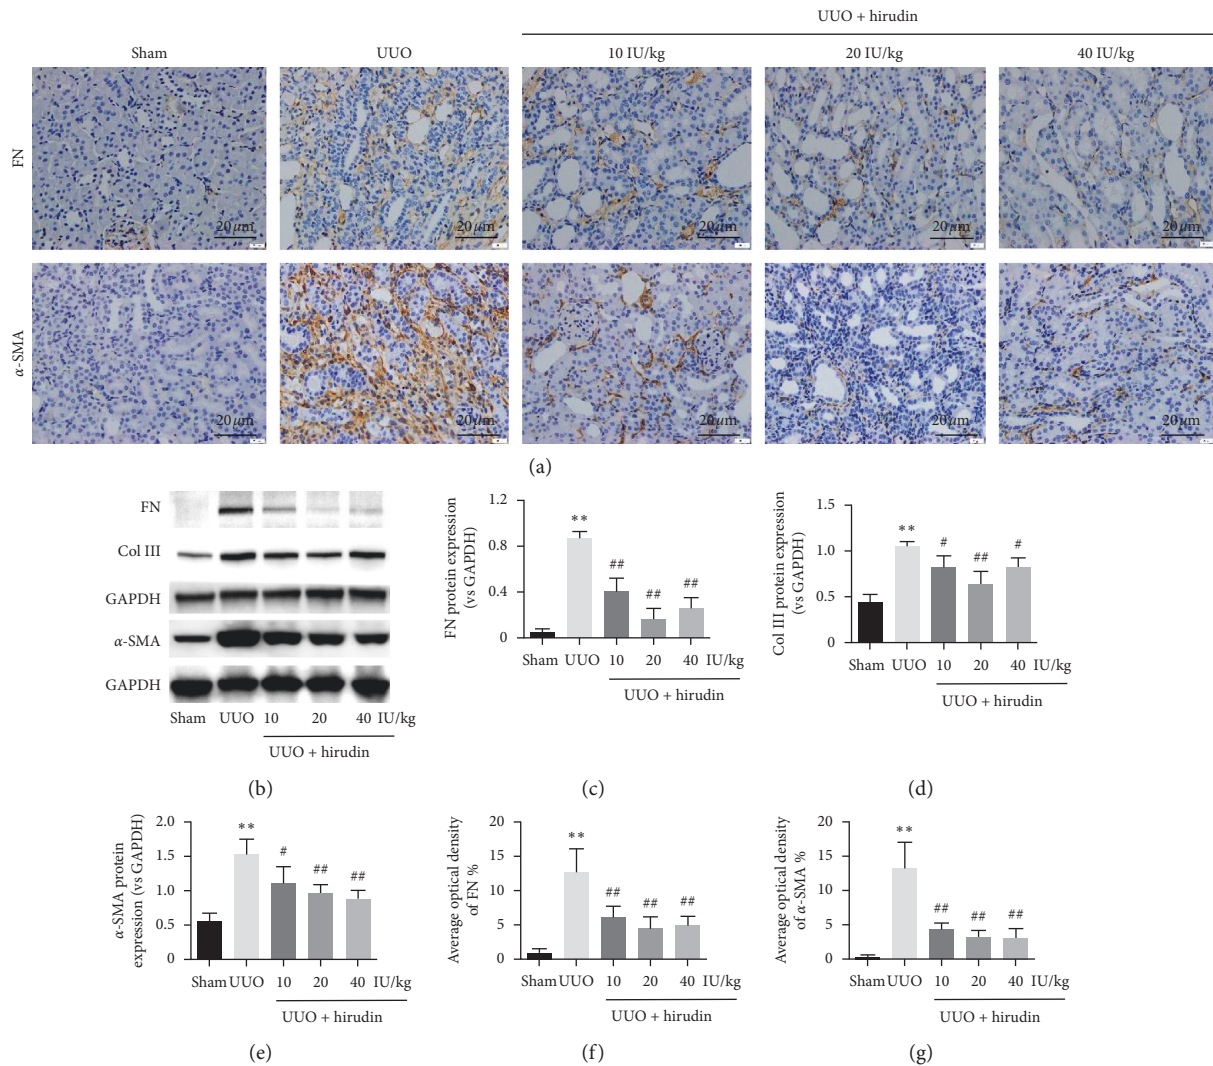 UUO + hirudin
Sham UUO 10 IU/kg 20 IU/kg 40 IU/kg
FN
20 μm 20 μm 20 μm 20 μm 20 μm
α-SMA
20 μm 20 μm 20 μm 20 μm 20 μm
(a)
FN
Col III
GAPDH
α-SMA
GAPDH
Sham UUO 10 20 40 IU/kg
UUO + hirudin
(b)
FN protein expression
(vs GAPDH)
1.2
0.8
0.4
0
**
##
##
##
Sham UUO 10 20 40 IU/kg
UUO + hirudin
(c)
Col III protein expression
(vs GAPDH)
1.5
1.0
0.5
0
**
#
##
#
Sham UUO 10 20 40 IU/kg
UUO + hirudin
(d)
α-SMA protein
expression (vs GAPDH)
2.0
1.5
1.0
0.5
0
**
#
##
##
Sham UUO 10 20 40 IU/kg
UUO + hirudin
(e)
Average optical density
of FN %
20
15
10
5
0
**
##
##
##
Sham UUO 10 20 40 IU/kg
UUO + hirudin
(f)
Average optical density
of α-SMA %
20
15
10
5
0
**
##
##
##
Sham UUO 10 20 40 IU/kg
UUO + hirudin
(g)